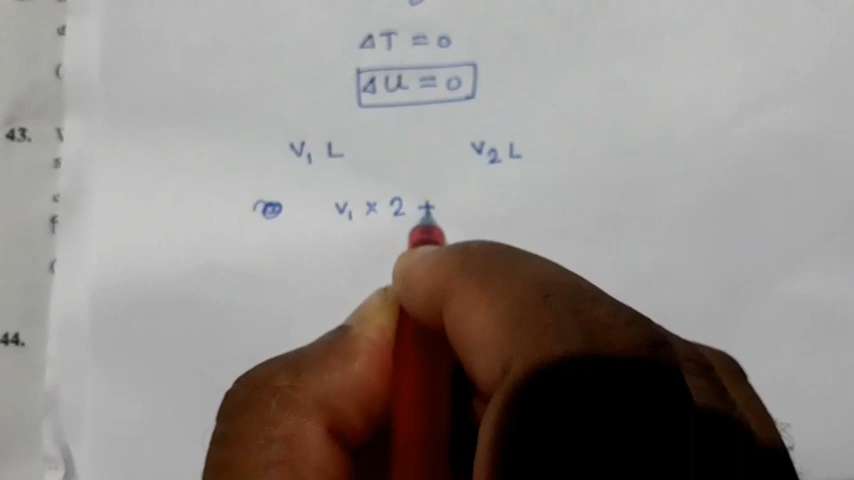 ΔT = 0
ΔU = 0
43.
V₁ L V₂ L
V₁ × 2 +
44.